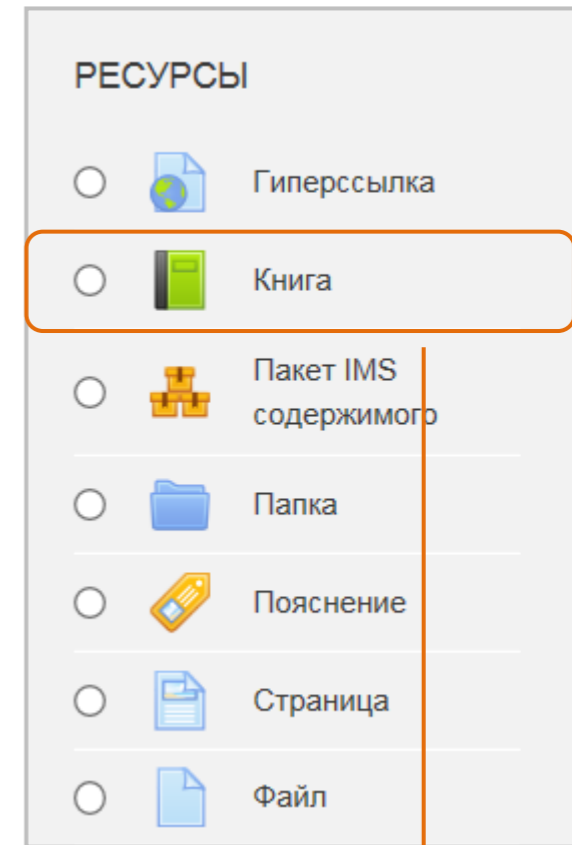 РЕСУРСЫ
Гиперссылка
Книга
Пакет IMS
содержимого
Папка
Пояснение
Страница
Файл